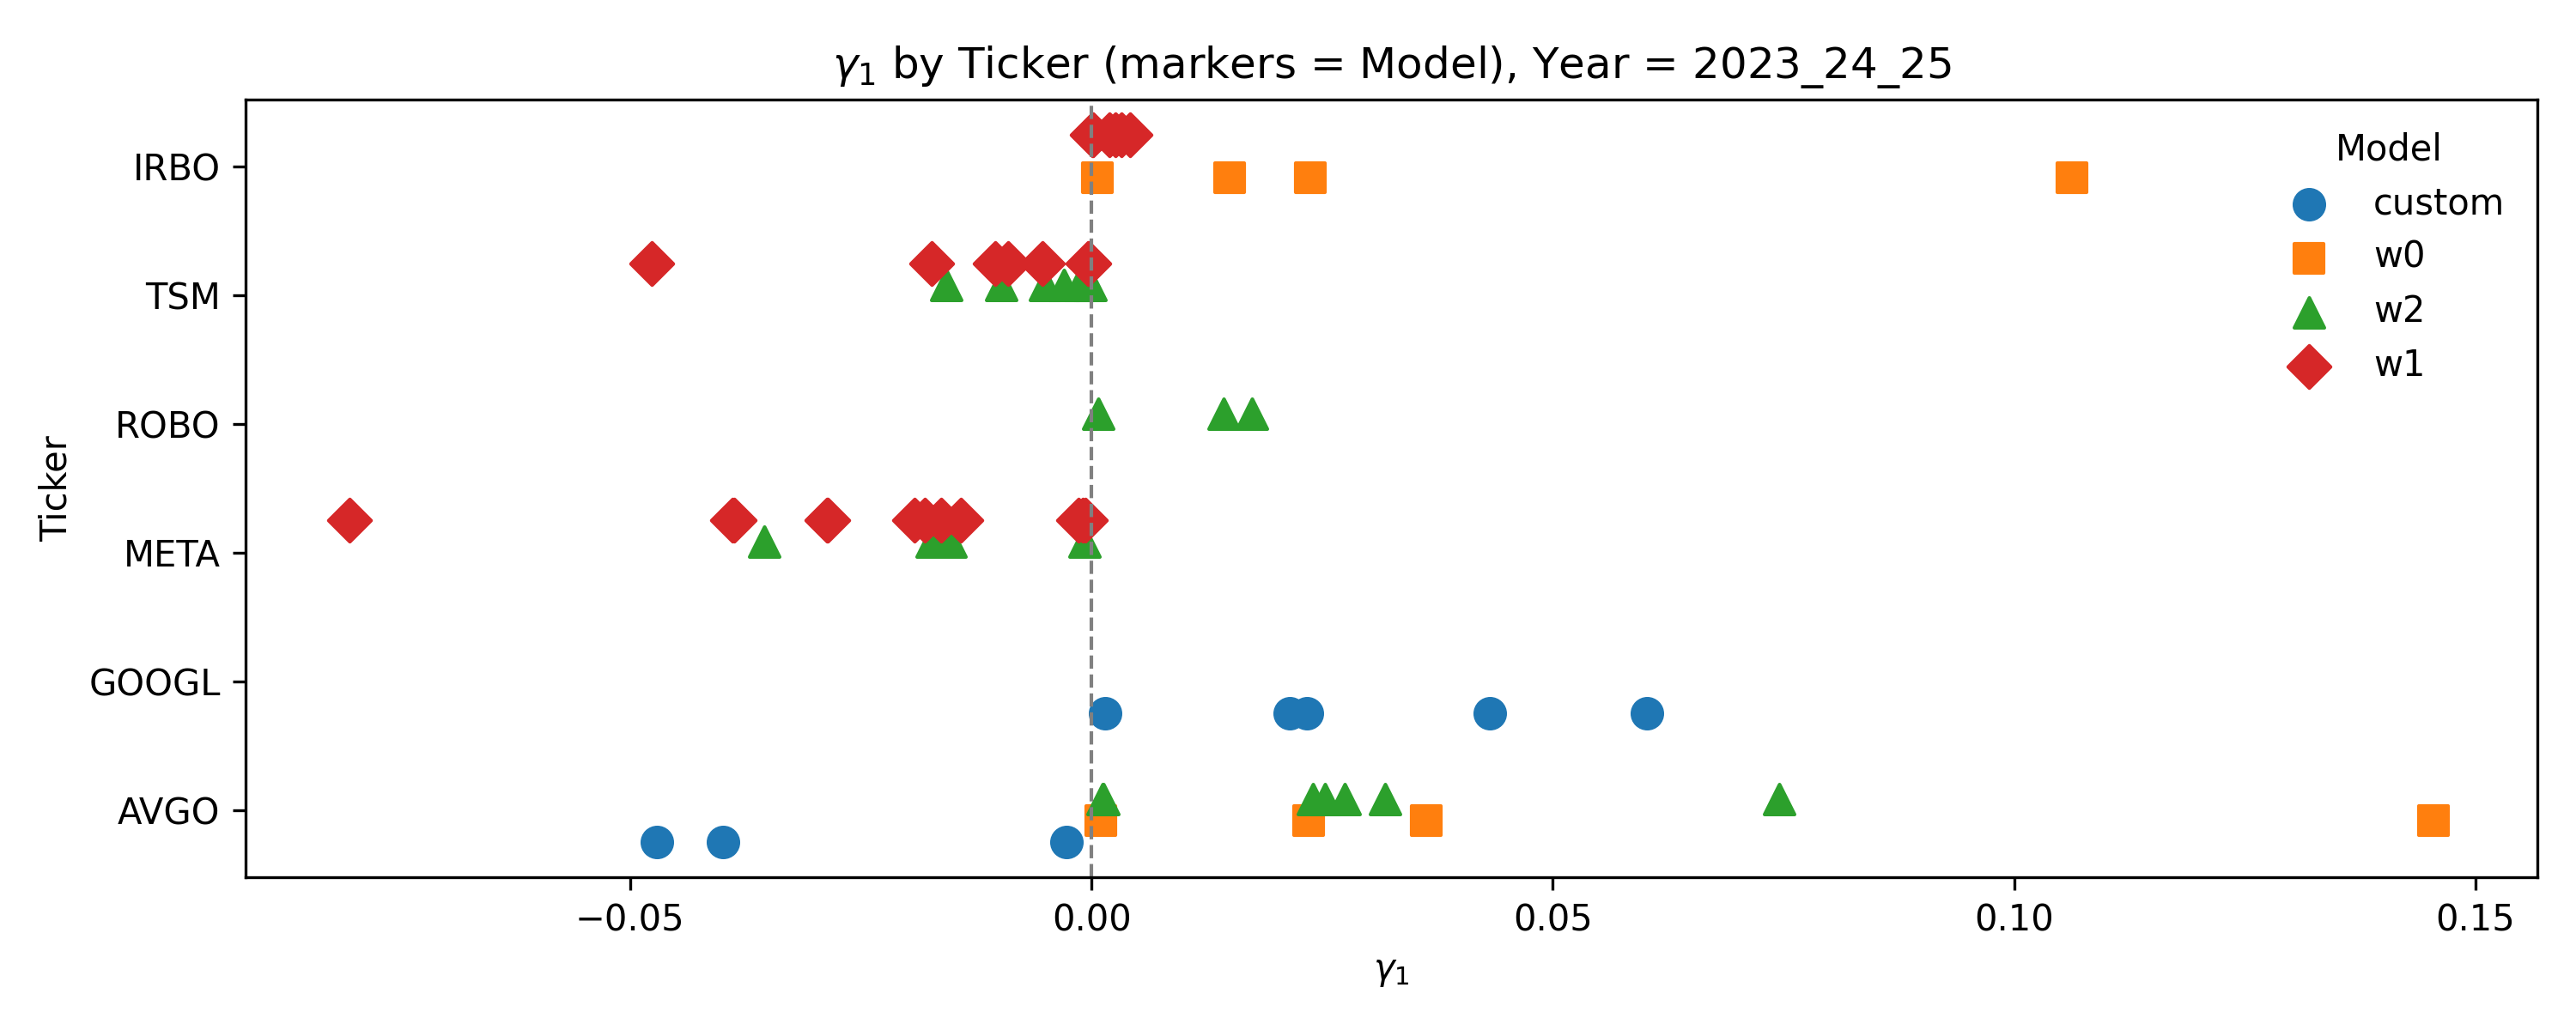 γ₁ by Ticker (markers = Model), Year = 2023_24_25
Ticker
IRBO
TSM
ROBO
META
GOOGL
AVGO
Model
custom
w0
w2
w1
−0.05
0.00
0.05
0.10
0.15
γ₁